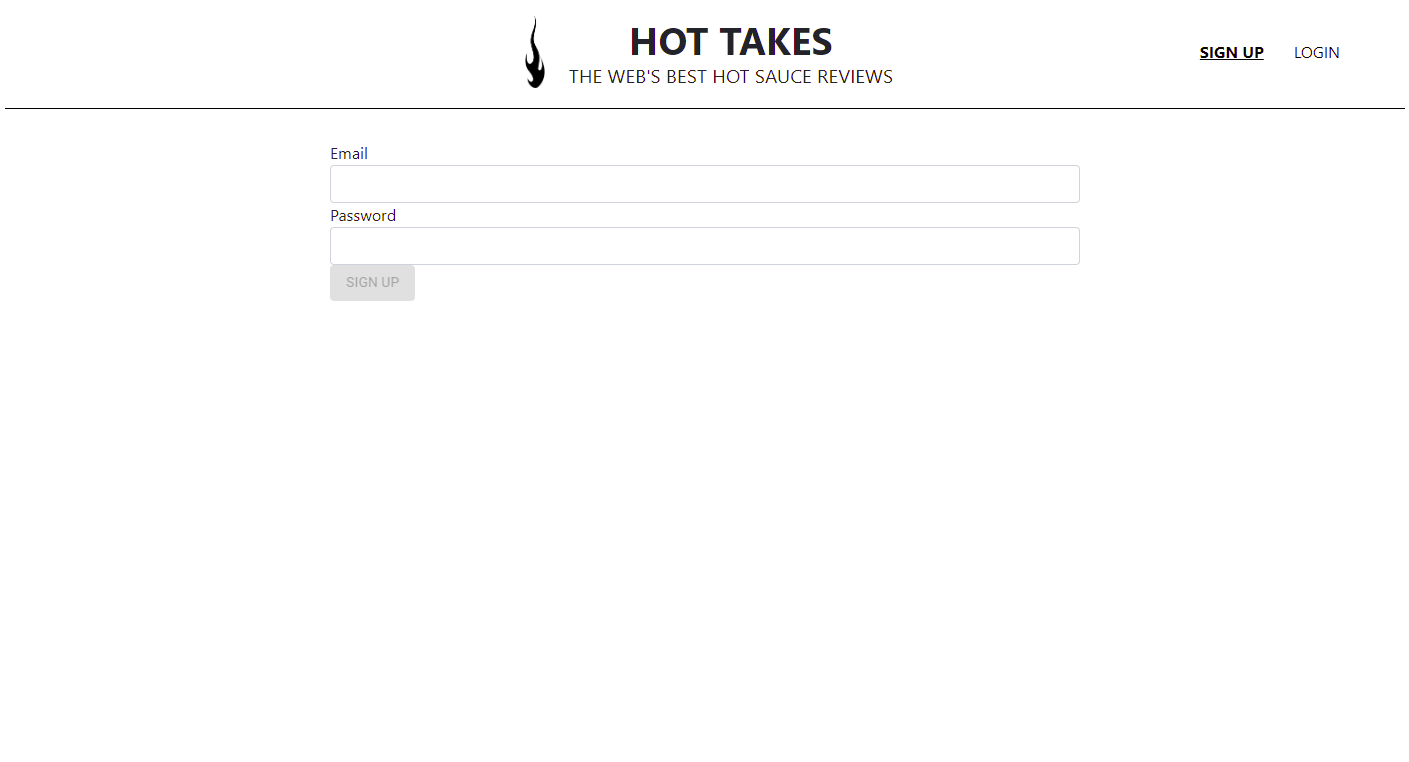 HOT TAKES
THE WEB'S BEST HOT SAUCE REVIEWS
SIGN UP LOGIN
Email
Password
SIGN UP